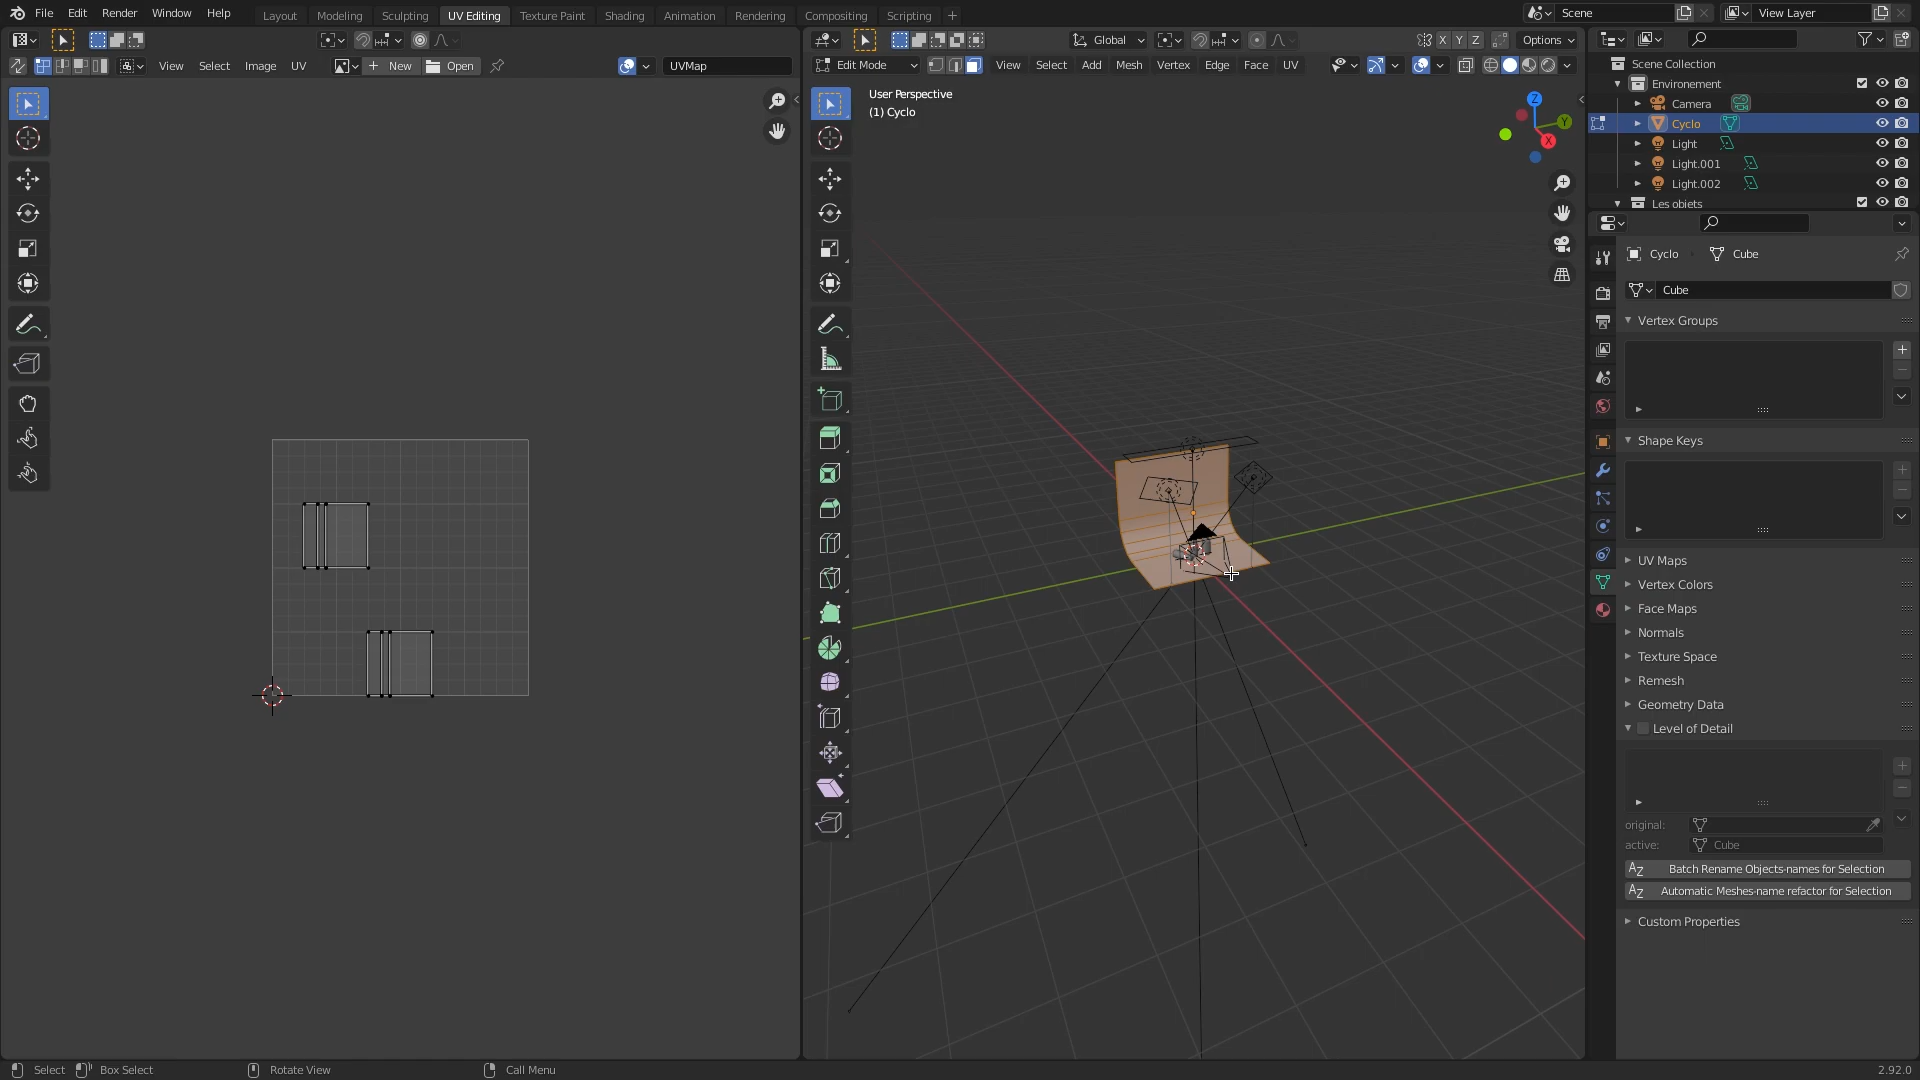 File Edit Render Window Help Layout Modeling Sculpting UV Editing Texture Paint Shading Animation Rendering Compositing Scripting + Scene View Layer
Global X Y Z Options
View Select Image UV + New Open UVMap
Edit Mode View Select Add Mesh Vertex Edge Face UV
User Perspective
(1) Cyclo
Z
Y
X
Scene Collection
Environement
Camera
Cyclo
Light
Light.001
Light.002
Les objets
Cyclo Cube
Cube
Vertex Groups
Shape Keys
UV Maps
Vertex Colors
Face Maps
Normals
Texture Space
Remesh
Geometry Data
Level of Detail
original:
active: Cube
AZ Batch Rename Objects-names for Selection
AZ Automatic Meshes-name refactor for Selection
Custom Properties
Select Box Select Rotate View Call Menu 2.92.0